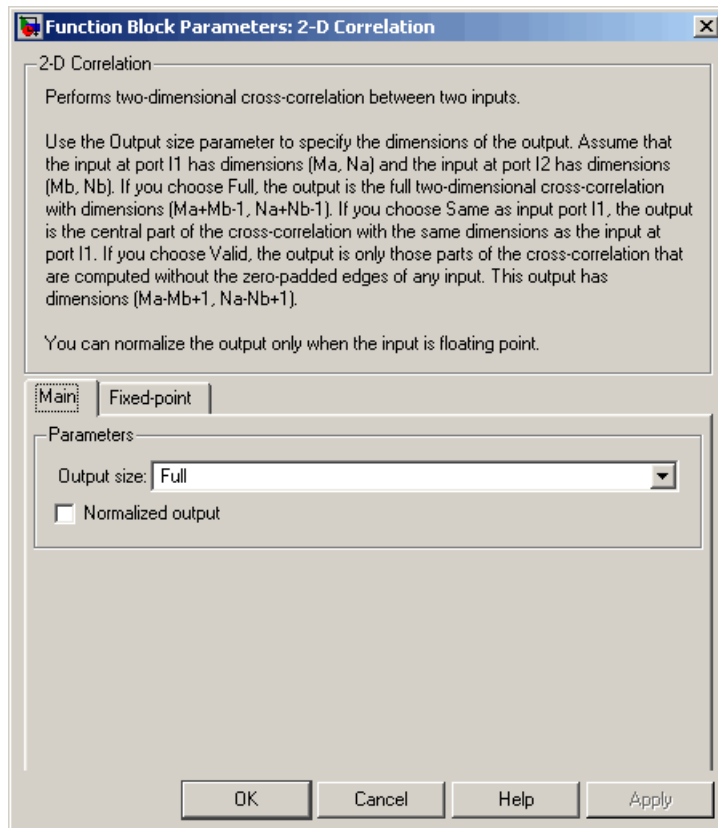 Function Block Parameters: 2-D Correlation
2-D Correlation
Performs two-dimensional cross-correlation between two inputs.
Use the Output size parameter to specify the dimensions of the output. Assume that
the input at port I1 has dimensions (Ma, Na) and the input at port I2 has dimensions
(Mb, Nb). If you choose Full, the output is the full two-dimensional cross-correlation
with dimensions (Ma+Mb-1, Na+Nb-1). If you choose Same as input port I1, the output
is the central part of the cross-correlation with the same dimensions as the input at
port I1. If you choose Valid, the output is only those parts of the cross-correlation that
are computed without the zero-padded edges of any input. This output has
dimensions (Ma-Mb+1, Na-Nb+1).
You can normalize the output only when the input is floating point.
Main Fixed-point
Parameters
Output size: Full
Normalized output
OK Cancel Help Apply